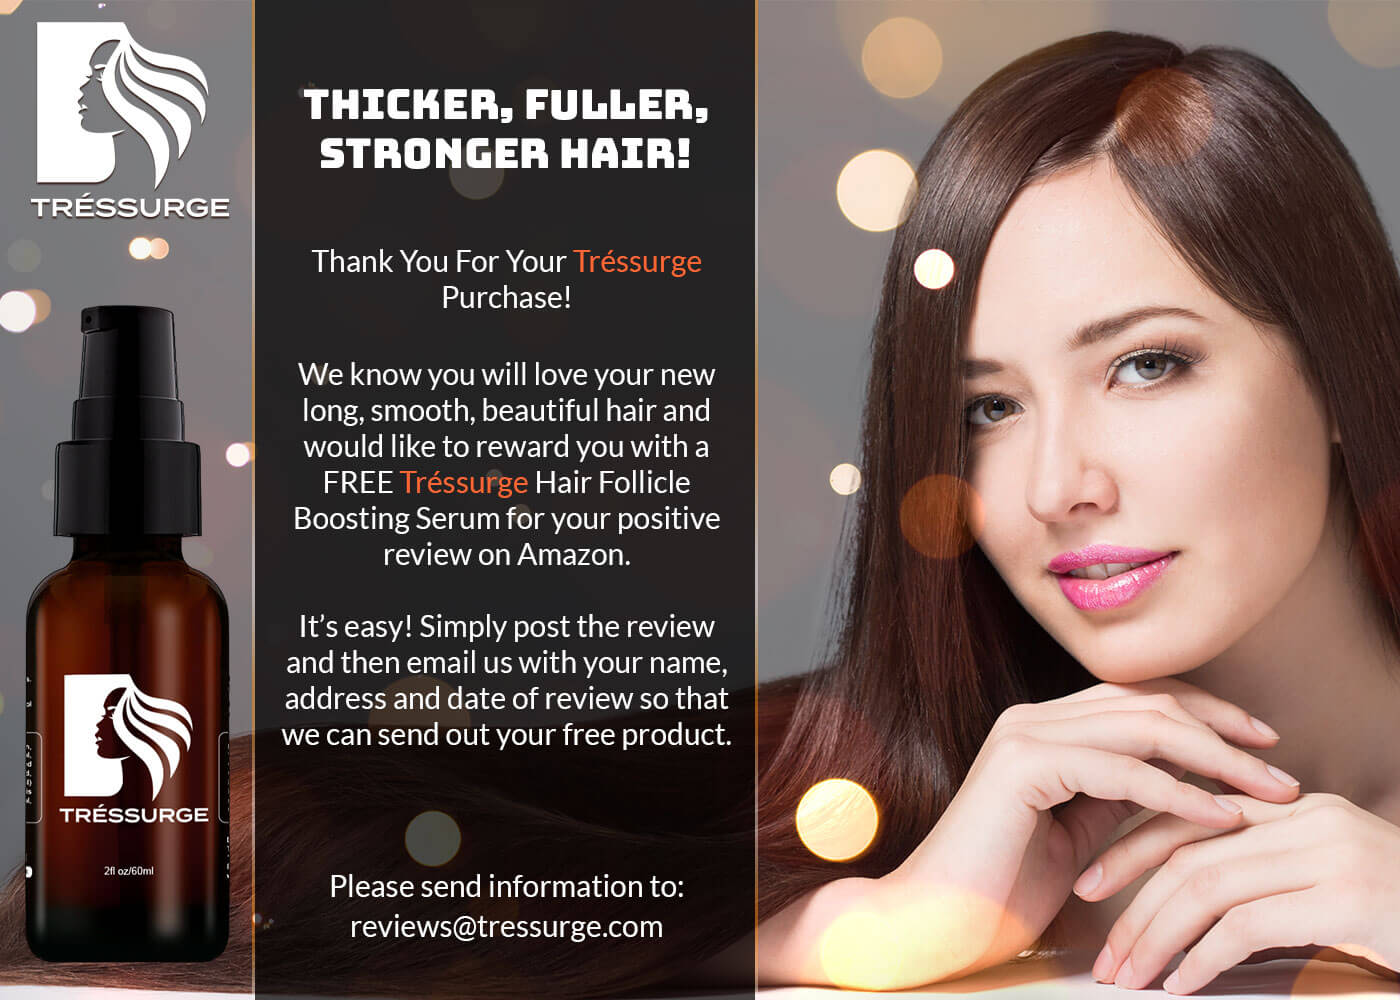 TRÉSSURGE
THICKER, FULLER,
STRONGER HAIR!
Thank You For Your Tréssurge
Purchase!
We know you will love your new
long, smooth, beautiful hair and
would like to reward you with a
FREE Tréssurge Hair Follicle
Boosting Serum for your positive
review on Amazon.
It’s easy! Simply post the review
and then email us with your name,
address and date of review so that
we can send out your free product.
Please send information to:
reviews@tressurge.com
TRÉSSURGE
2fl oz/60ml